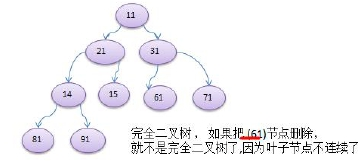 11
21 31
14 15 61 71
81 91
完全二叉树，如果把 (61)节点删除，
就不是完全二叉树了,因为叶子节点不连续了